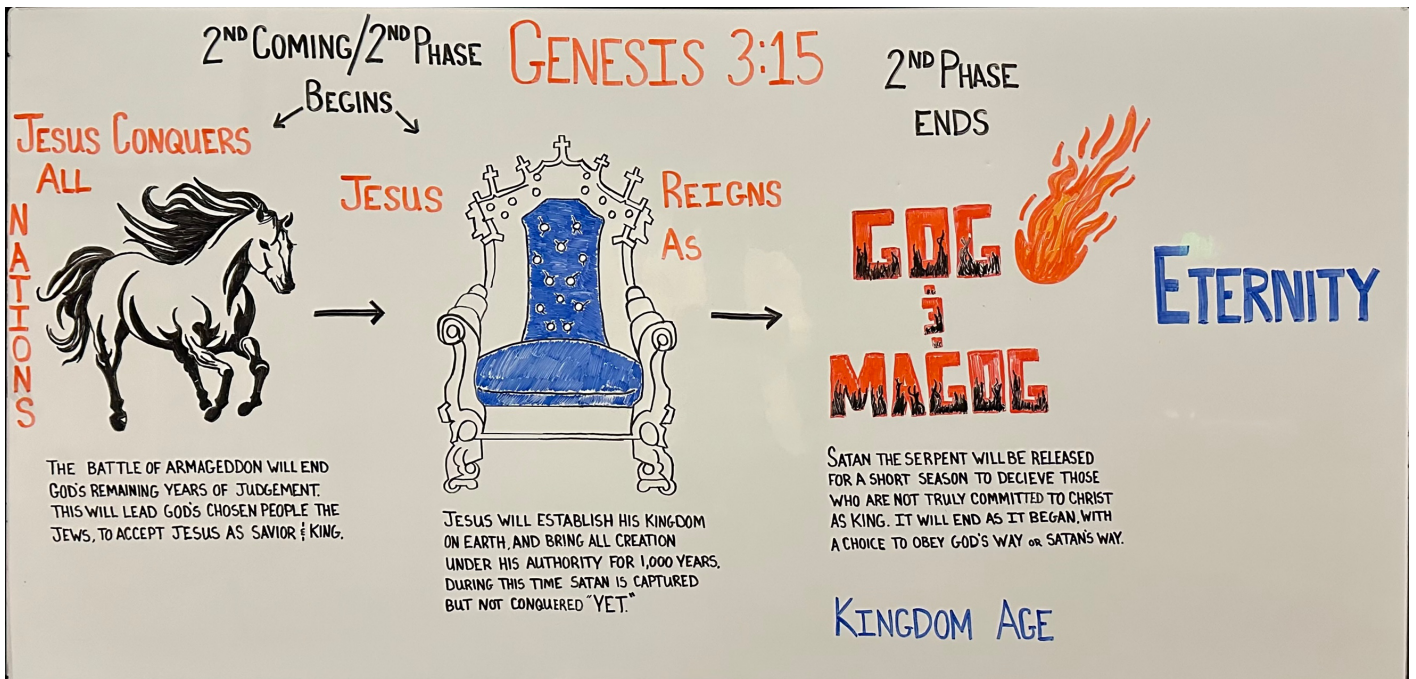 2ND COMING/2ND PHASE
BEGINS
GENESIS 3:15
2ND PHASE
ENDS
JESUS CONQUERS
ALL
NATIONS
JESUS
REIGNS
AS
GOG
&
MAGOG
ETERNITY
THE BATTLE OF ARMAGEDDON WILL END
GOD'S REMAINING YEARS OF JUDGEMENT.
THIS WILL LEAD GOD'S CHOSEN PEOPLE THE
JEWS, TO ACCEPT JESUS AS SAVIOR & KING.
JESUS WILL ESTABLISH HIS KINGDOM
ON EARTH, AND BRING ALL CREATION
UNDER HIS AUTHORITY FOR 1,000 YEARS.
DURING THIS TIME SATAN IS CAPTURED
BUT NOT CONQUERED "YET."
SATAN THE SERPENT WILL BE RELEASED
FOR A SHORT SEASON TO DECIEVE THOSE
WHO ARE NOT TRULY COMMITTED TO CHRIST
AS KING. IT WILL END AS IT BEGAN, WITH
A CHOICE TO OBEY GOD'S WAY OR SATAN'S WAY.
KINGDOM AGE